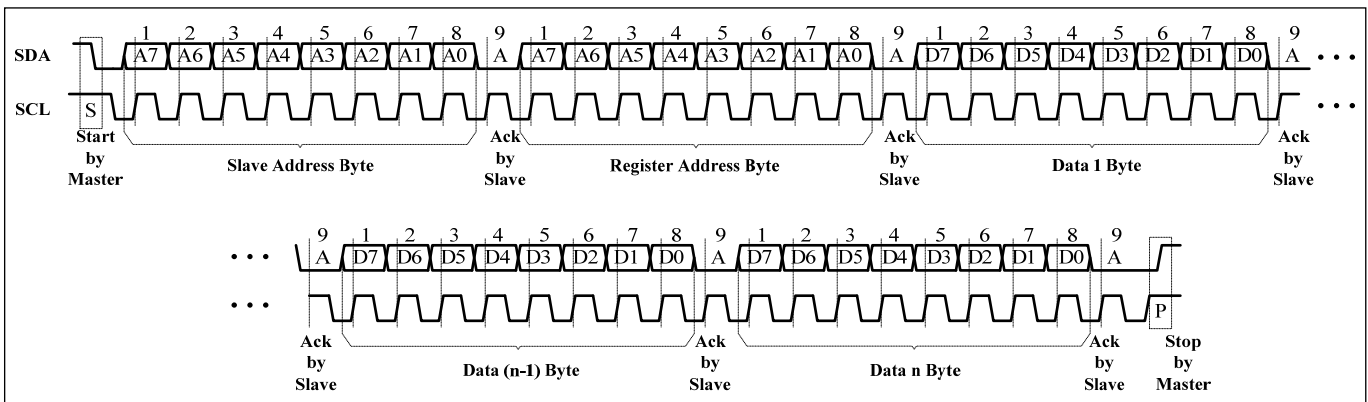 1 2 3 4 5 6 7 8 9 1 2 3 4 5 6 7 8 9 1 2 3 4 5 6 7 8 9
SDA A7 A6 A5 A4 A3 A2 A1 A0 A A7 A6 A5 A4 A3 A2 A1 A0 A D7 D6 D5 D4 D3 D2 D1 D0 A • • •
SCL S • • •
Start by Master
Slave Address Byte
Ack by Slave
Register Address Byte
Ack by Slave
Data 1 Byte
Ack by Slave
9 1 2 3 4 5 6 7 8 9 1 2 3 4 5 6 7 8 9
• • • A D7 D6 D5 D4 D3 D2 D1 D0 A D7 D6 D5 D4 D3 D2 D1 D0 A
• • • P
Ack by Slave
Data (n-1) Byte
Ack by Slave
Data n Byte
Ack by Slave
Stop by Master